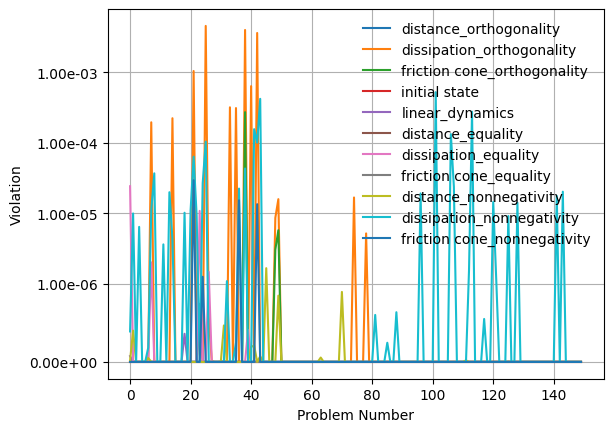 distance_orthogonality
dissipation_orthogonality
friction cone_orthogonality
initial state
linear_dynamics
distance_equality
dissipation_equality
friction cone_equality
distance_nonnegativity
dissipation_nonnegativity
friction cone_nonnegativity
1.00e-03
1.00e-04
1.00e-05
1.00e-06
0.00e+00
Violation
0 20 40 60 80 100 120 140
Problem Number